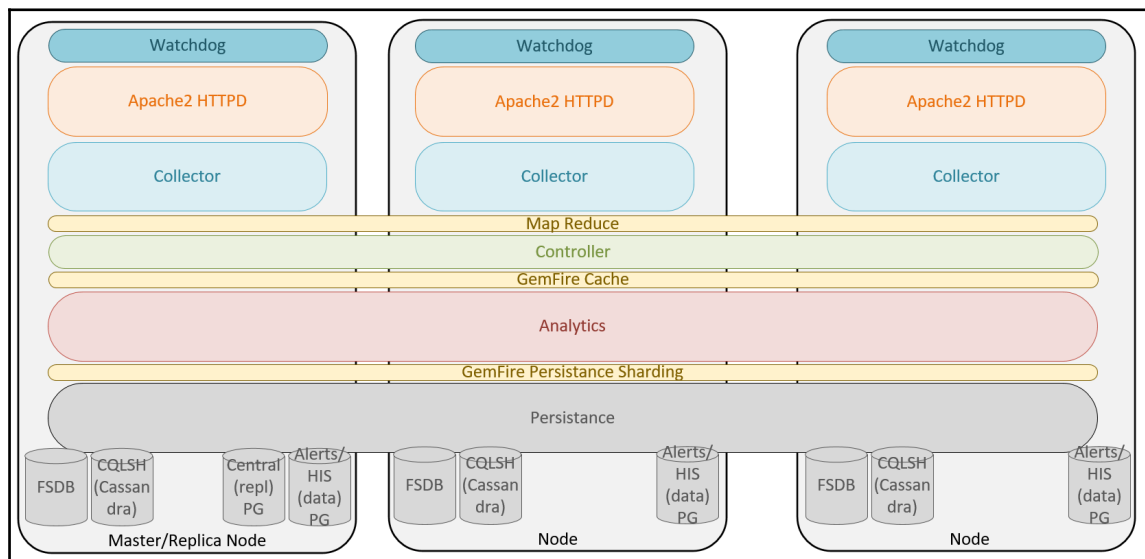 Watchdog
Watchdog
Watchdog
Apache2 HTTPD
Apache2 HTTPD
Apache2 HTTPD
Collector
Collector
Collector
Map Reduce
Controller
GemFire Cache
Analytics
GemFire Persistance Sharding
Persistance
FSDB
CQLSH
(Cassan
dra)
Central
(repl)
PG
Alerts/
HIS
(data)
PG
FSDB
CQLSH
(Cassan
dra)
Alerts/
HIS
(data)
PG
FSDB
CQLSH
(Cassan
dra)
Alerts/
HIS
(data)
PG
Master/Replica Node
Node
Node